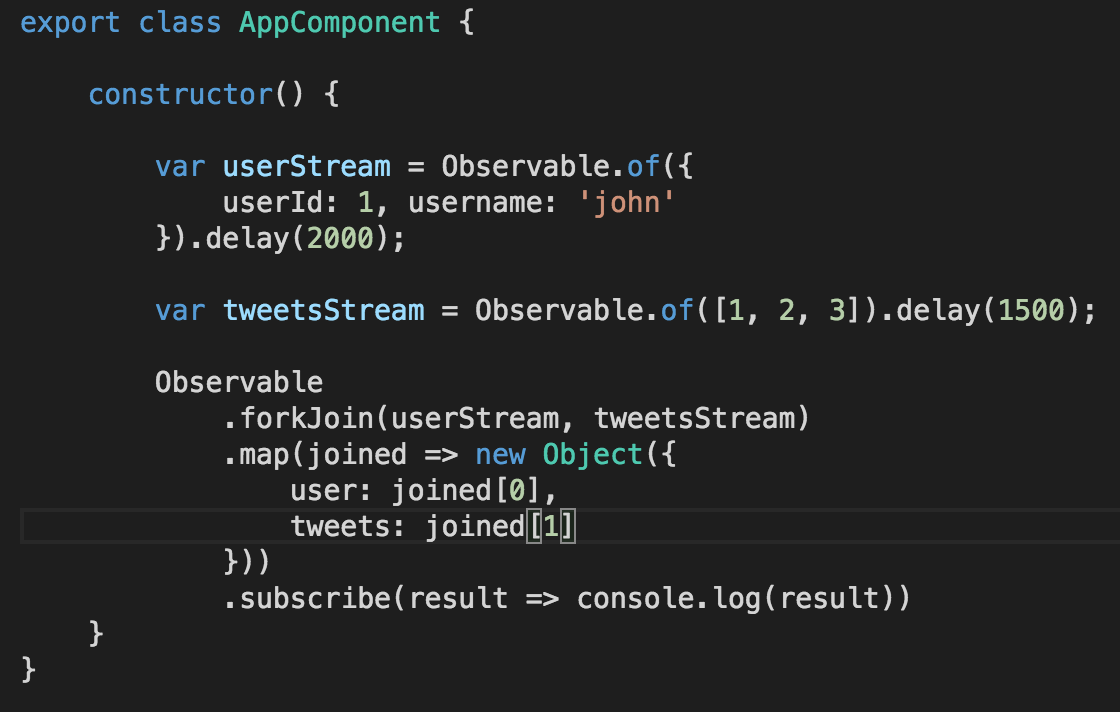 export class AppComponent {
constructor() {
var userStream = Observable.of({
userId: 1, username: 'john'
}).delay(2000);
var tweetsStream = Observable.of([1, 2, 3]).delay(1500);
Observable
.forkJoin(userStream, tweetsStream)
.map(joined => new Object({
user: joined[0],
tweets: joined[1]
}))
.subscribe(result => console.log(result))
}
}